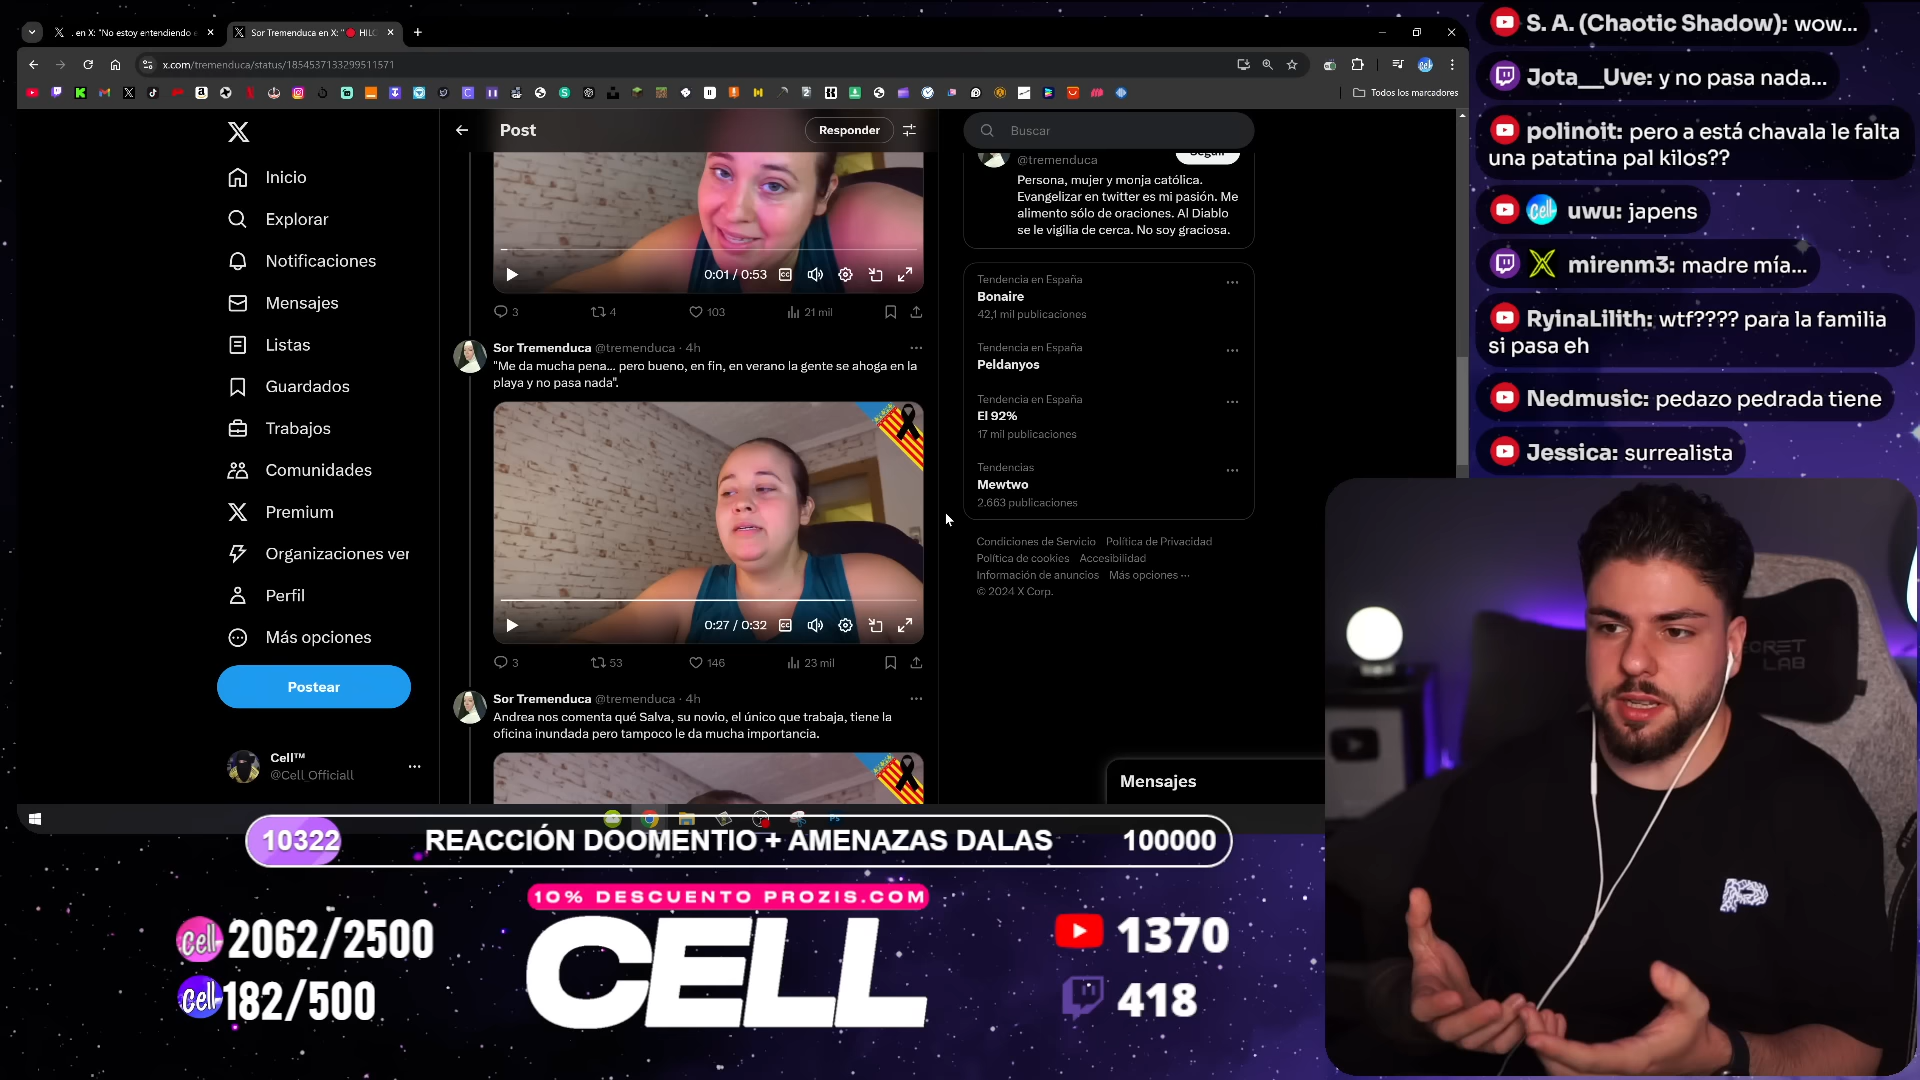 . en X: "No estoy entendiendo
Sor Tremenduca en X: "
x.com/tremenduca/status/1854537133299511571
Todos los marcadores
Inicio
Explorar
Notificaciones
Mensajes
Listas
Guardados
Trabajos
Comunidades
Premium
Organizaciones ver
Perfil
Más opciones
Postear
Cell™
@Cell_Officiall
Post
Responder
0:01 / 0:53
3
4
103
21 mil
Sor Tremenduca @tremenduca · 4h
"Me da mucha pena... pero bueno, en fin, en verano la gente se ahoga en la
playa y no pasa nada".
0:27 / 0:32
3
53
146
23 mil
Sor Tremenduca @tremenduca · 4h
Andrea nos comenta qué Salva, su novio, el único que trabaja, tiene la
oficina inundada pero tampoco le da mucha importancia.
Buscar
@tremenduca
Persona, mujer y monja católica.
Evangelizar en twitter es mi pasión. Me
alimento sólo de oraciones. Al Diablo
se le vigilia de cerca. No soy graciosa.
Tendencia en España
Bonaire
42,1 mil publicaciones
Tendencia en España
Peldanyos
Tendencia en España
El 92%
17 mil publicaciones
Tendencias
Mewtwo
2.663 publicaciones
Condiciones de Servicio Política de Privacidad
Política de cookies Accesibilidad
Información de anuncios Más opciones ···
© 2024 X Corp.
Mensajes
S. A. (Chaotic Shadow): wow...
Jota__Uve: y no pasa nada...
polinoit: pero a está chavala le falta
una patatina pal kilos??
uwu: japens
mirenm3: madre mía...
RyinaLilith: wtf???? para la familia
si pasa eh
Nedmusic: pedazo pedrada tiene
Jessica: surrealista
10322 REACCIÓN DOOMENTIO + AMENAZAS DALAS 100000
10% DESCUENTO PROZIS.COM
CELL
cell 2062/2500
cell 182/500
1370
418